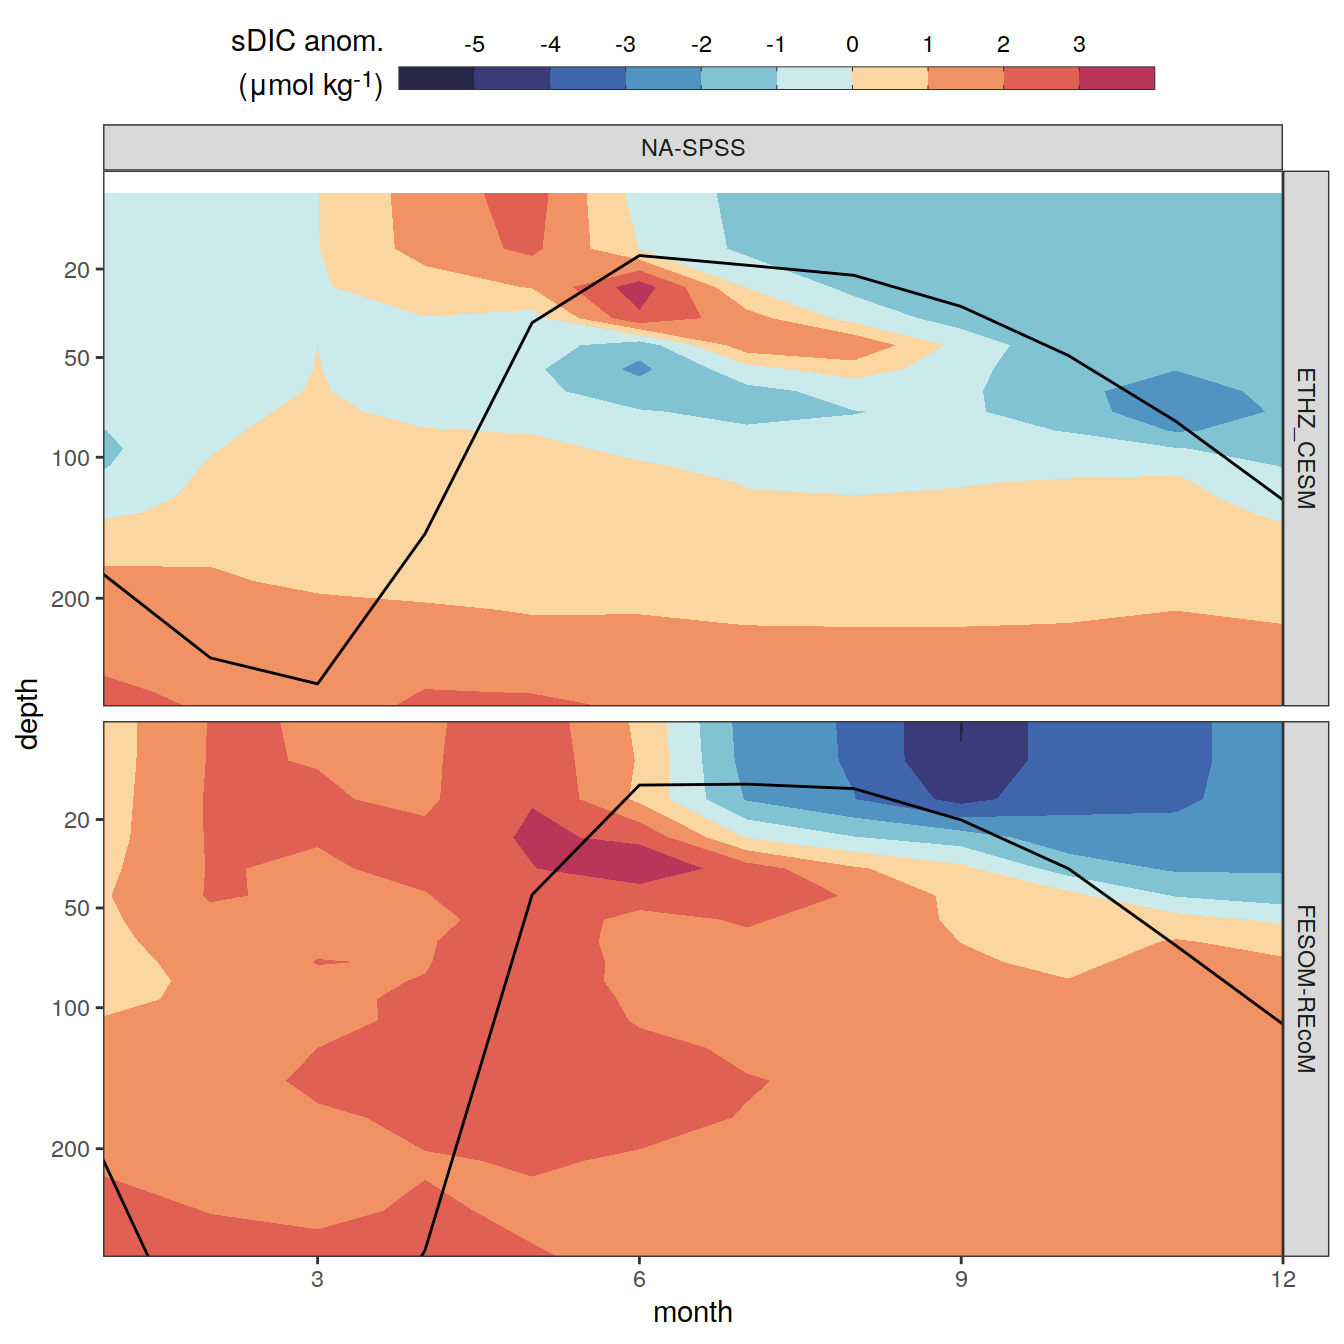 sDIC anom.
(µmol kg-1)
-5 -4 -3 -2 -1 0 1 2 3
NA-SPSS
20
50
100
200
ETHZ_CESM
depth
20
50
100
200
FESOM-REcoM
3 6 9 12
month